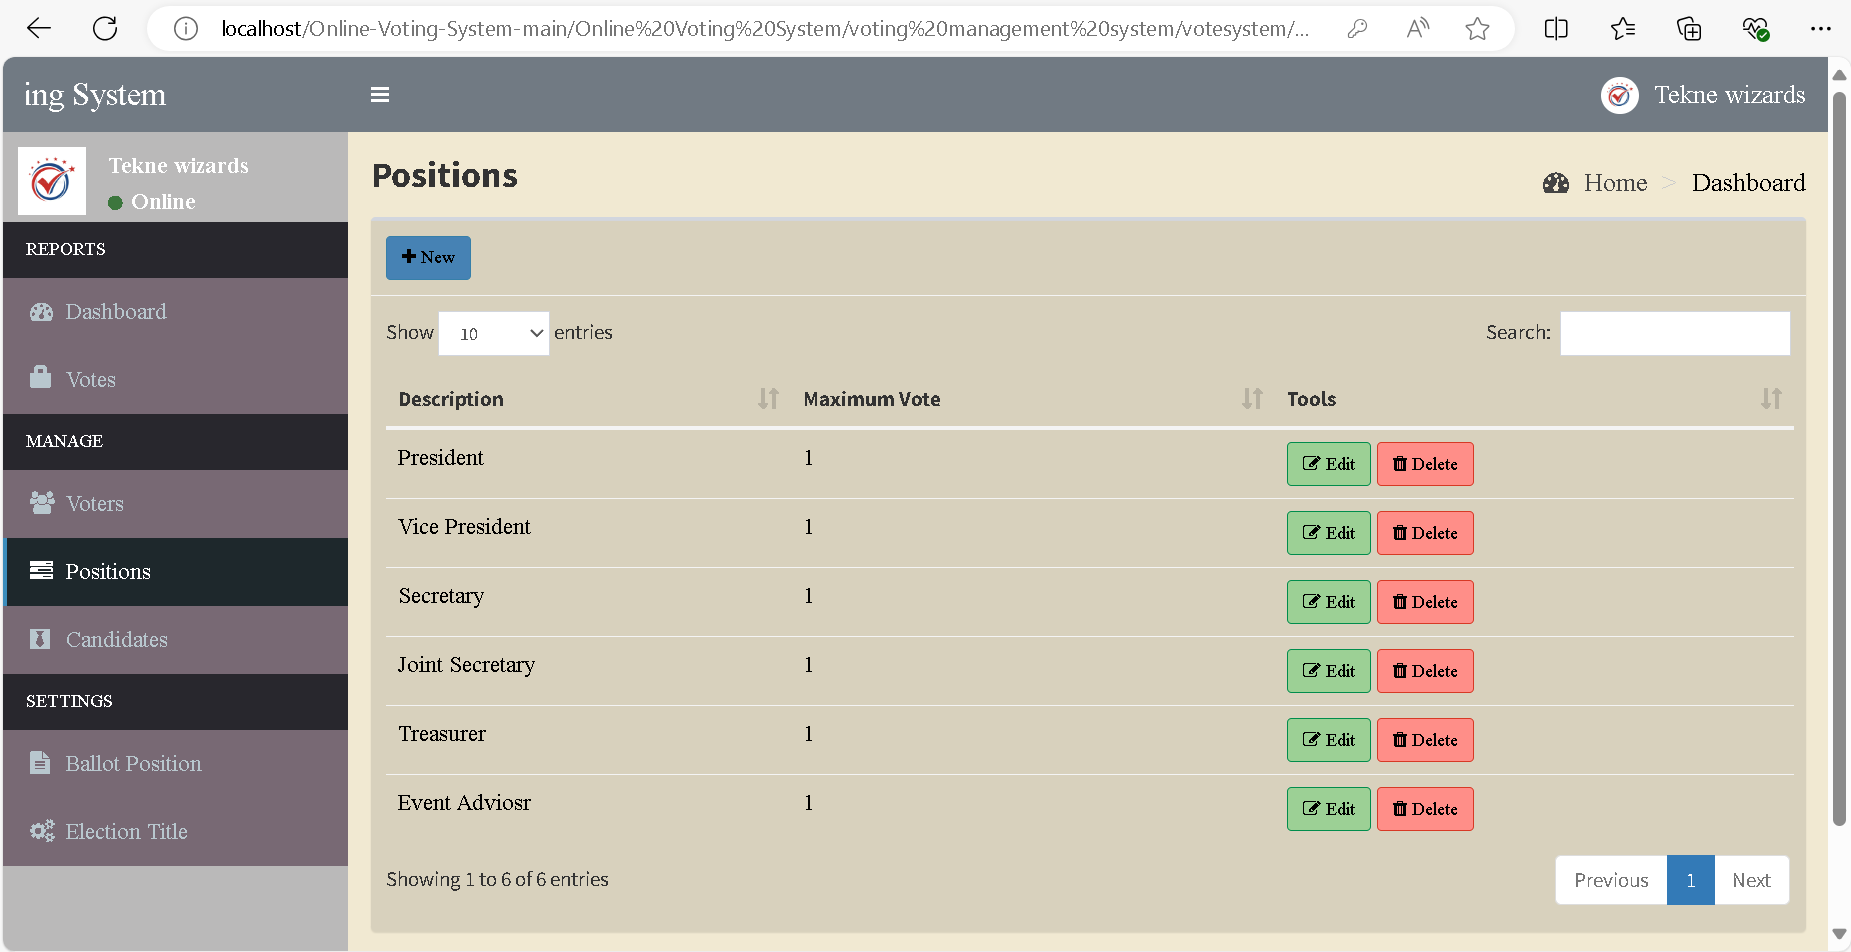 localhost/Online-Voting-System-main/Online%20Voting%20System/voting%20management%20system/votesystem/...
ing System
Tekne wizards
Tekne wizards
Online
Positions
Home > Dashboard
REPORTS
New
Dashboard
Show 10 entries
Search:
Votes
Description Maximum Vote Tools
MANAGE
President 1 Edit Delete
Voters
Vice President 1 Edit Delete
Positions
Secretary 1 Edit Delete
Candidates
Joint Secretary 1 Edit Delete
SETTINGS
Treasurer 1 Edit Delete
Ballot Position
Event Adviosr 1 Edit Delete
Election Title
Showing 1 to 6 of 6 entries
Previous 1 Next